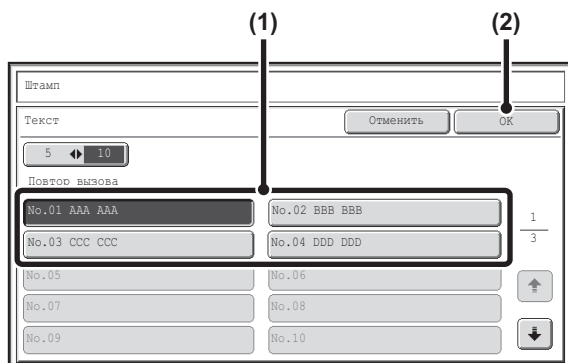 (1) (2)
Штамп
Текст Отменить OK
5 10
Повтор вызова
No.01 AAA AAA No.02 BBB BBB 1
No.03 CCC CCC No.04 DDD DDD 3
No.05 No.06
No.07 No.08
No.09 No.10